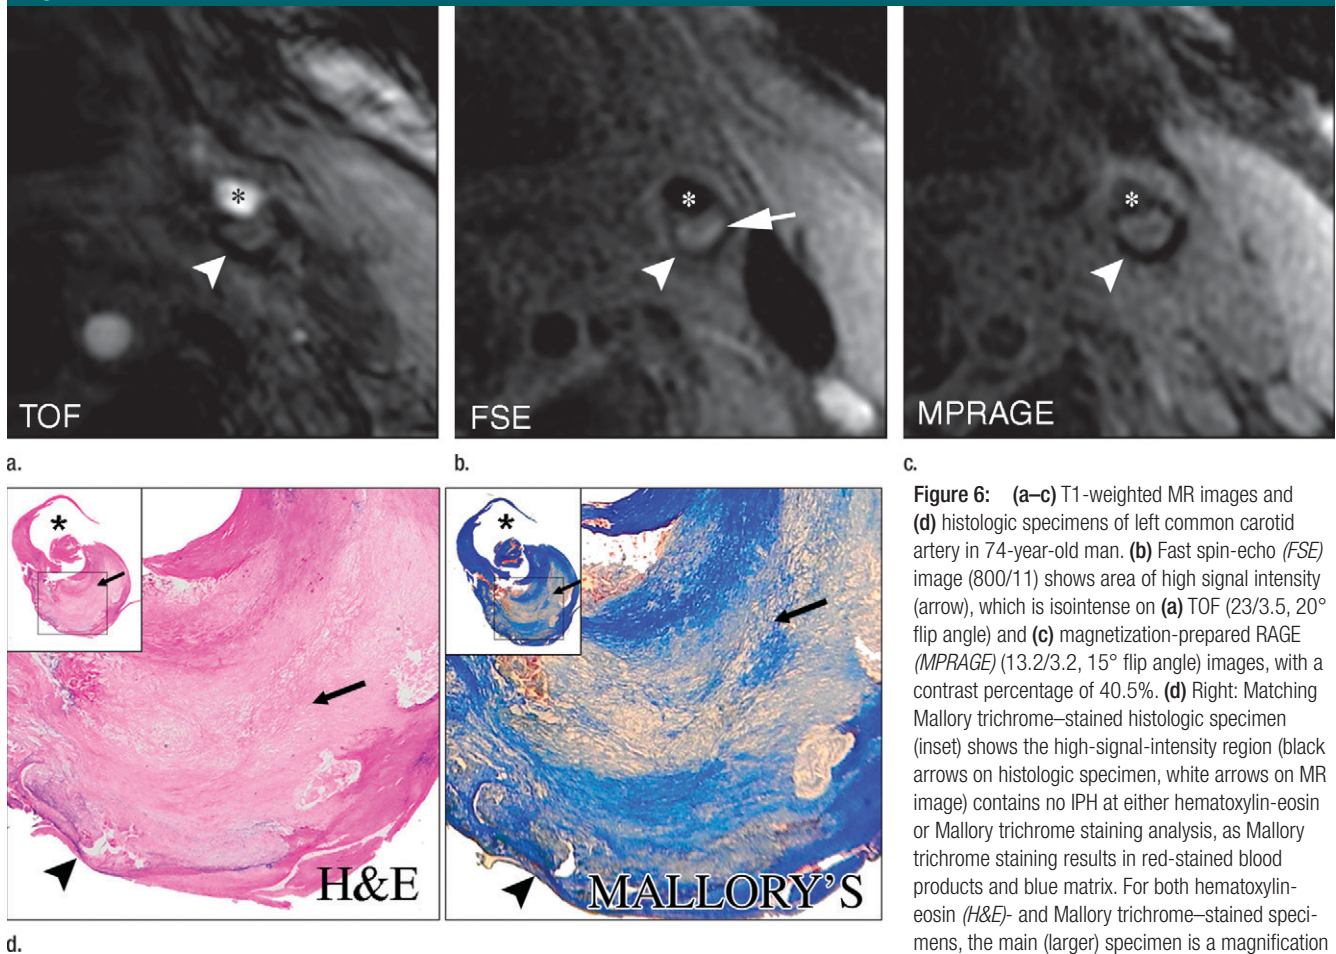 *
TOF
*
FSE
*
MPRAGE
a.
b.
c.
*
H&E
*
MALLORY'S
d.
Figure 6: (a–c) T1-weighted MR images and
(d) histologic specimens of left common carotid
artery in 74-year-old man. (b) Fast spin-echo (FSE)
image (800/11) shows area of high signal intensity
(arrow), which is isointense on (a) TOF (23/3.5, 20°
flip angle) and (c) magnetization-prepared RAGE
(MPRAGE) (13.2/3.2, 15° flip angle) images, with a
contrast percentage of 40.5%. (d) Right: Matching
Mallory trichrome–stained histologic specimen
(inset) shows the high-signal-intensity region (black
arrows on histologic specimen, white arrows on MR
image) contains no IPH at either hematoxylin-eosin
or Mallory trichrome staining analysis, as Mallory
trichrome staining results in red-stained blood
products and blue matrix. For both hematoxylin-
eosin (H&E)- and Mallory trichrome–stained speci-
mens, the main (larger) specimen is a magnification